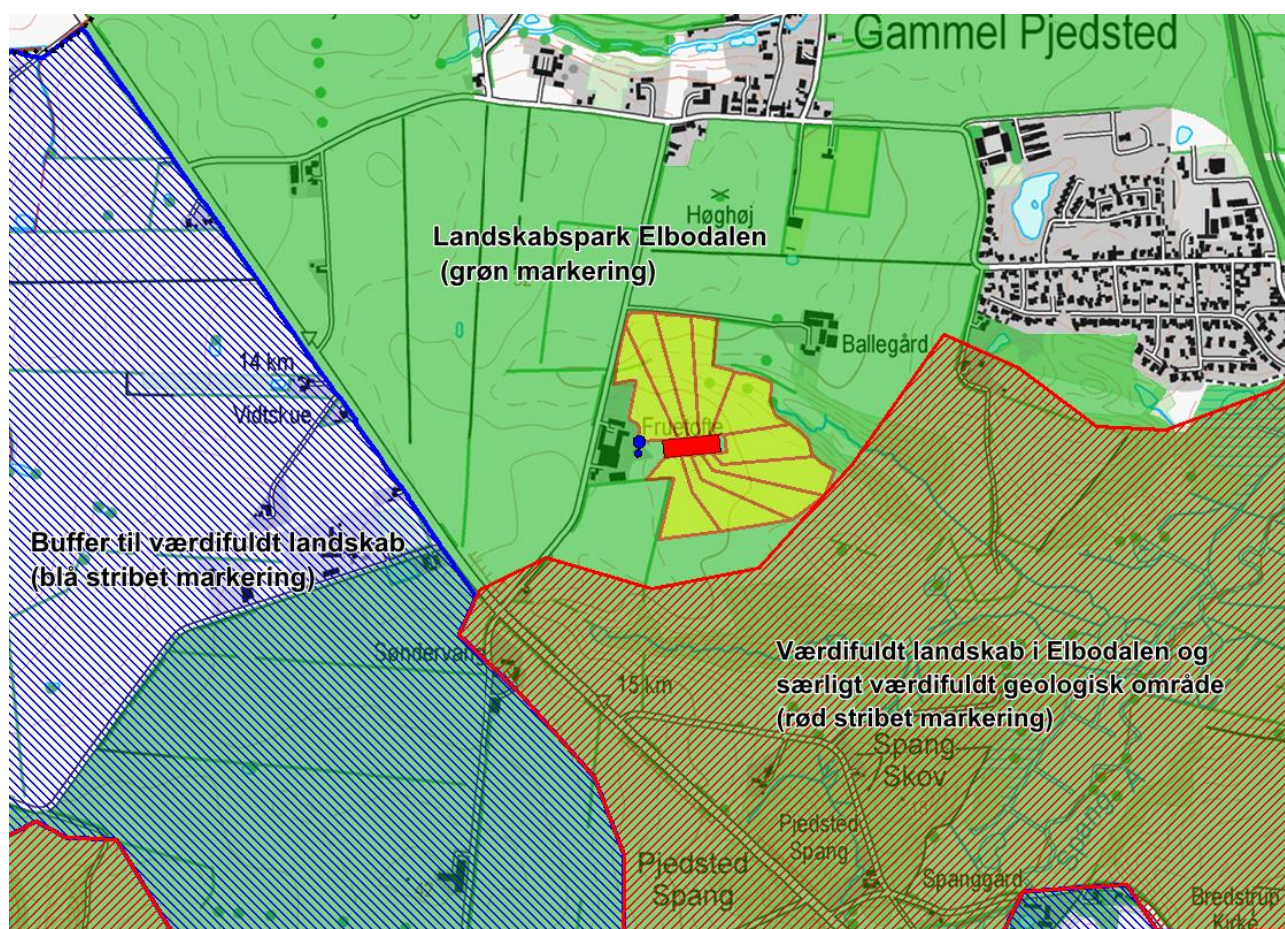 Gammel Pjedsted
Høghøj
Landskabspark Elbodalen
(grøn markering)
Ballegård
14 km
Vidtskue
Fruetofte
Buffer til værdifuldt landskab
(blå stribet markering)
Søndervang
15 km
Værdifuldt landskab i Elbodalen og
særligt værdifuldt geologisk område
(rød stribet markering)
Spang
Skov
Pjedsted
Spang
Spang Å
Pjedsted
Spang
Spanggård
Bredstrup
Kirke